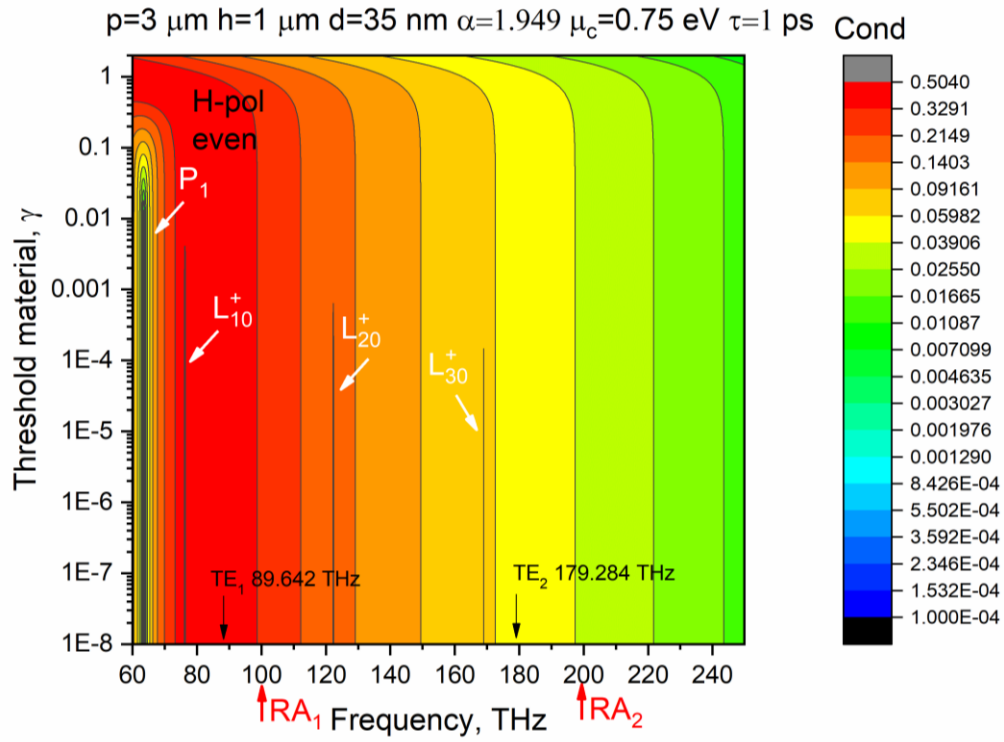 p=3 μm h=1 μm d=35 nm α=1.949 μc=0.75 eV τ=1 ps
Cond
H-pol
even
P1
L+10
L+20
L+30
TE1 89.642 THz
TE2 179.284 THz
Threshold material, γ
1
0.1
0.01
0.001
1E-4
1E-5
1E-6
1E-7
1E-8
60 80 100 120 140 160 180 200 220 240
RA1
Frequency, THz
RA2
0.5040
0.3291
0.2149
0.1403
0.09161
0.05982
0.03906
0.02550
0.01665
0.01087
0.007099
0.004635
0.003027
0.001976
0.001290
8.426E-04
5.502E-04
3.592E-04
2.346E-04
1.532E-04
1.000E-04